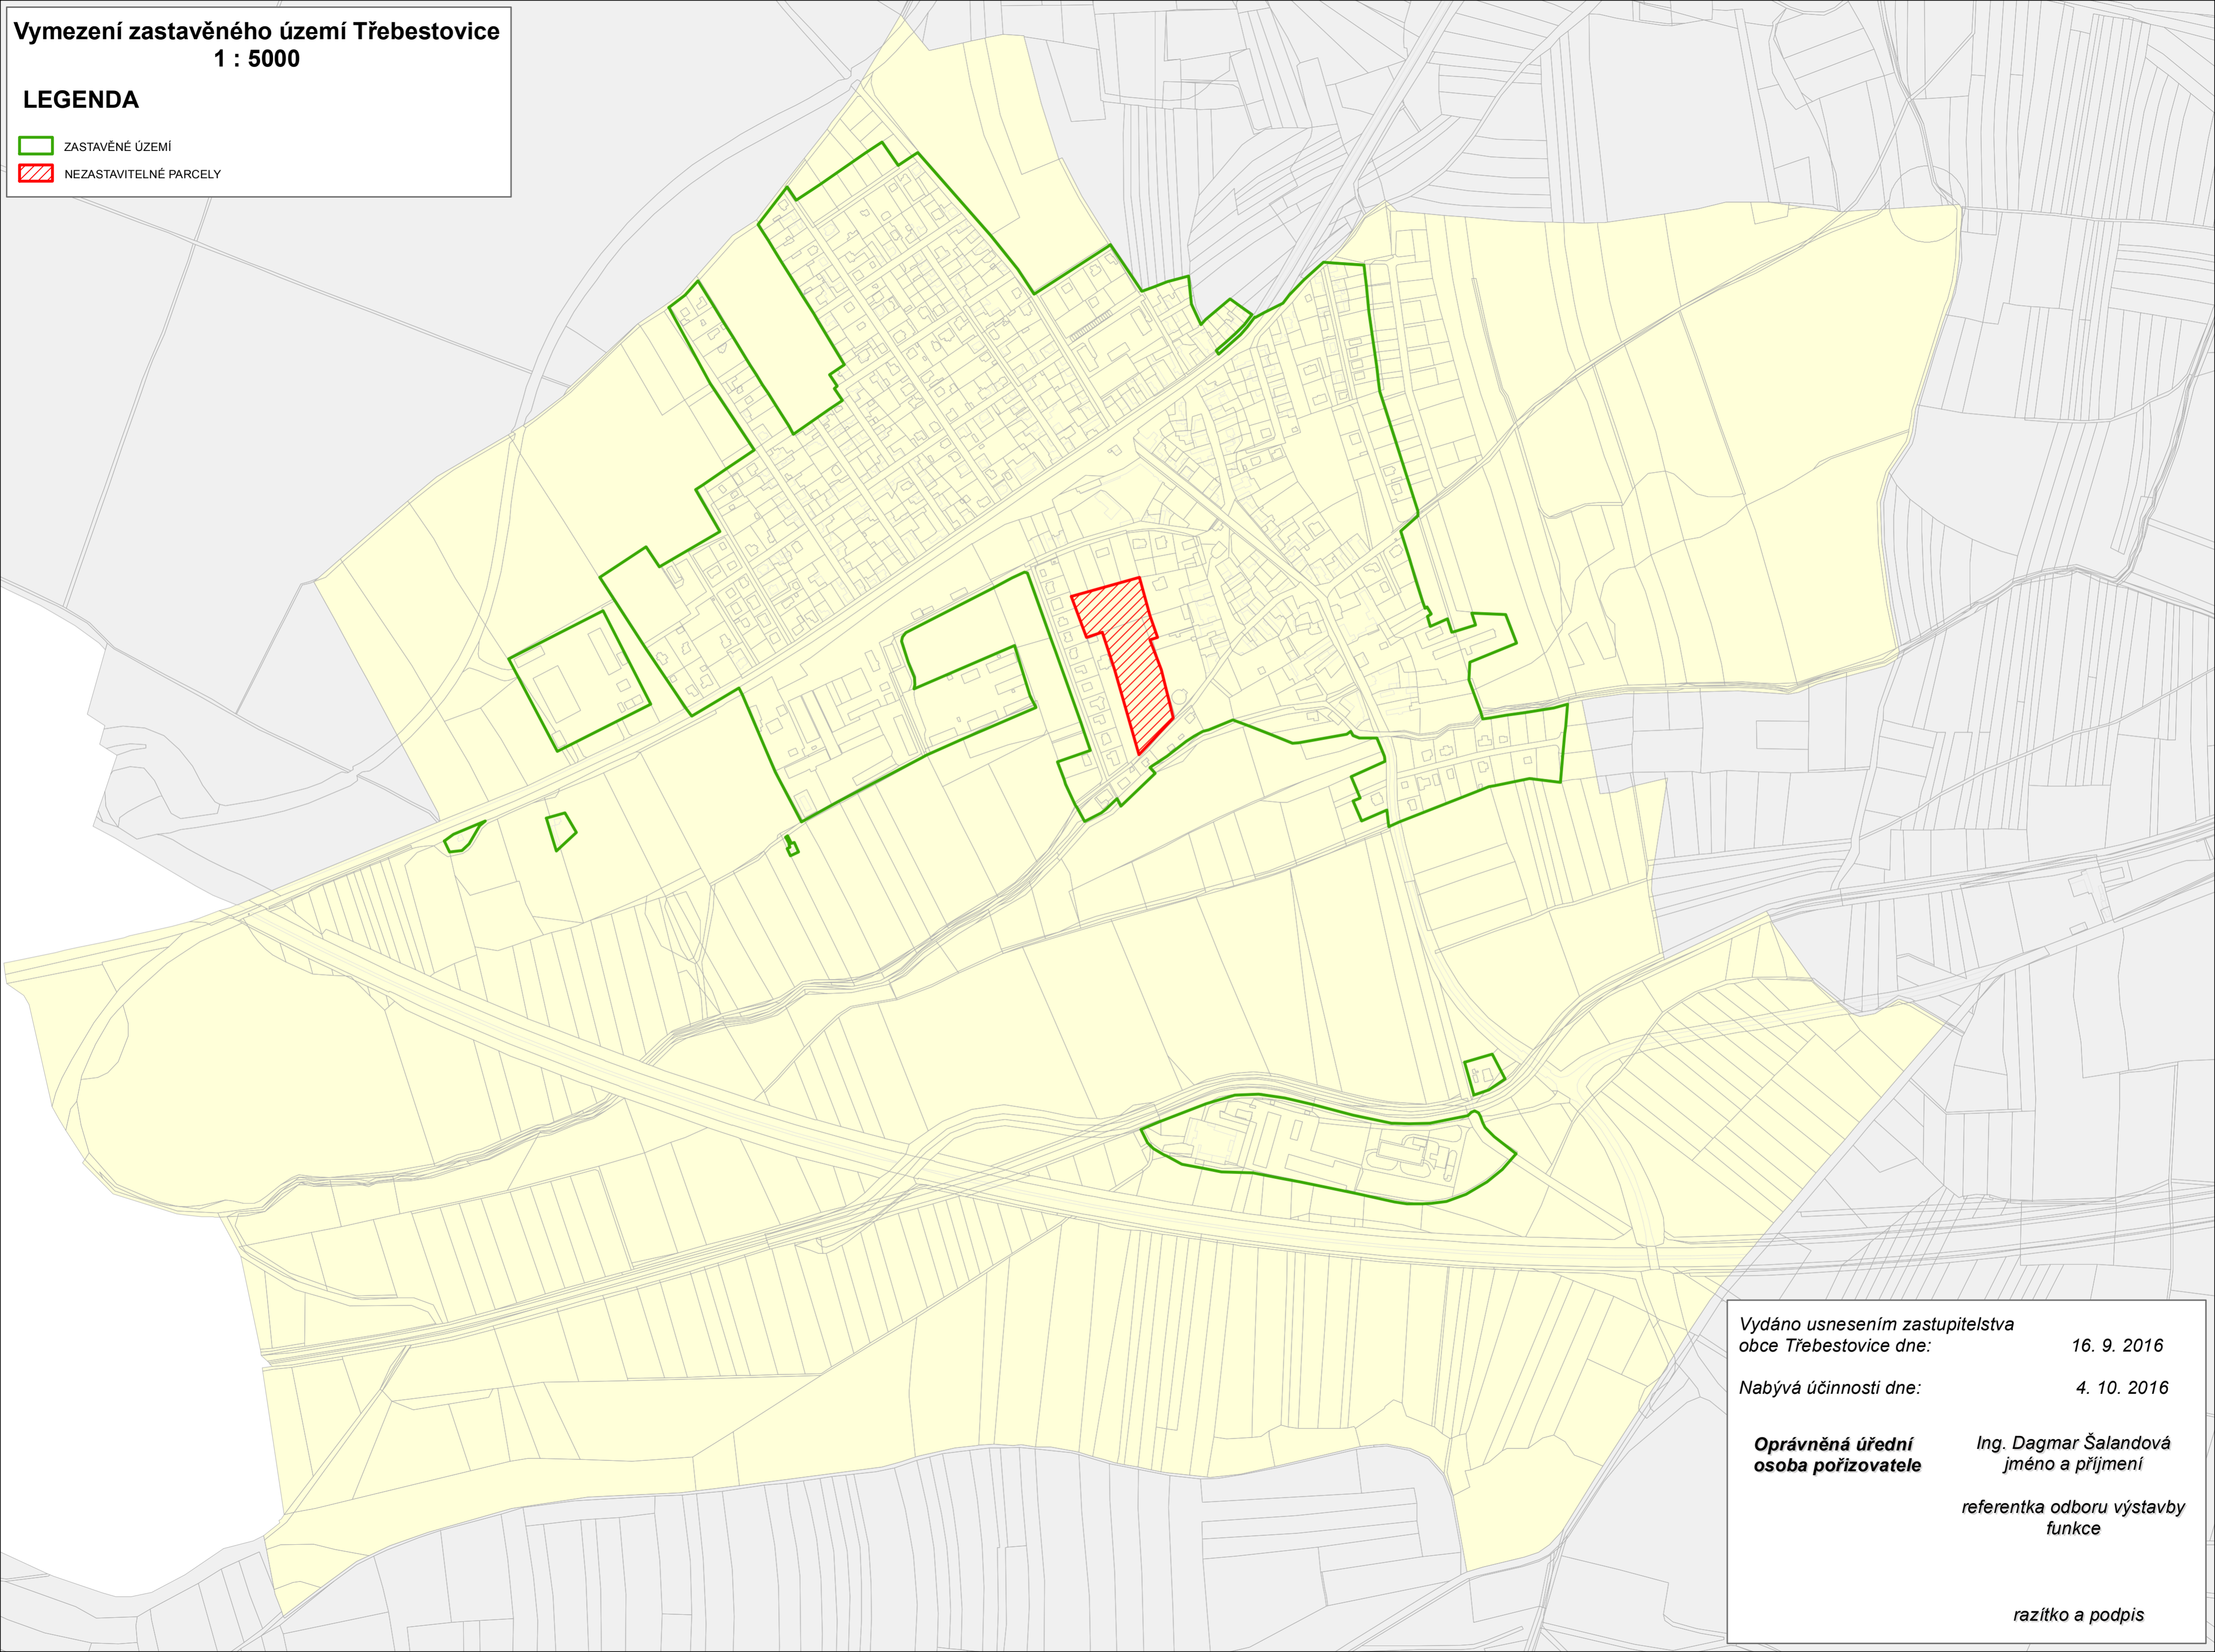 Vymezení zastavěného území Třebestovice
1 : 5000
LEGENDA
ZASTAVĚNÉ ÚZEMÍ
NEZASTAVITELNÉ PARCELY
Vydáno usnesením zastupitelstva
obce Třebestovice dne: 16. 9. 2016
Nabývá účinnosti dne: 4. 10. 2016
Oprávněná úřední
osoba pořizovatele
Ing. Dagmar Šalandová
jméno a příjmení
referentka odboru výstavby
funkce
razítko a podpis